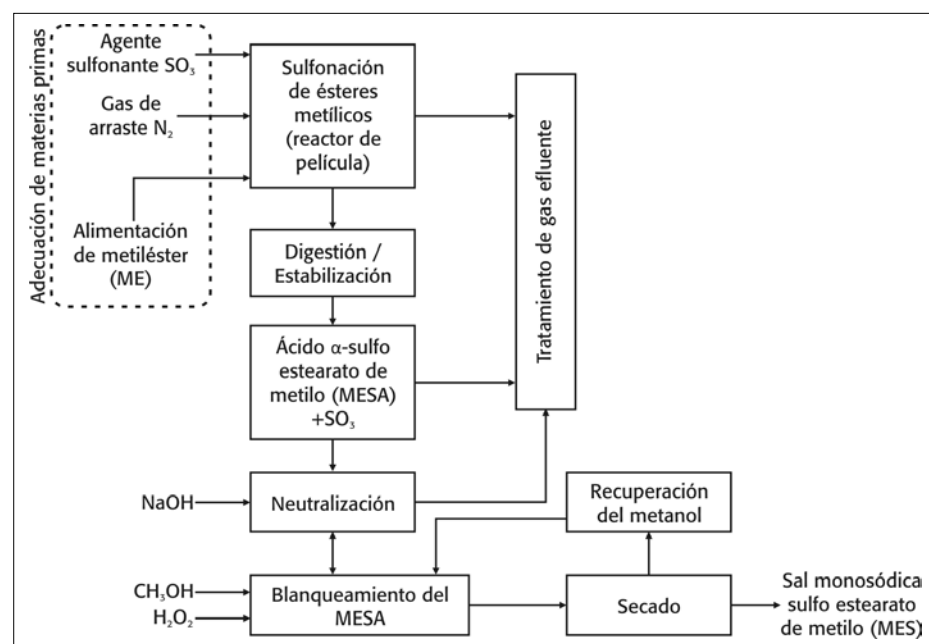 Adecuación de materias primas
Agente
sulfonante SO₃
Gas de
arraste N₂
Alimentación
de metiléster
(ME)
Sulfonación
de ésteres
metílicos
(reactor de
película)
Tratamiento de gas efluente
Digestión /
Estabilización
Ácido α-sulfo
estearato de
metilo (MESA)
+SO₃
NaOH
Neutralización
Recuperación
del metanol
CH₃OH
H₂O₂
Blanqueamiento del
MESA
Secado
Sal monosódica
sulfo estearato
de metilo (MES)